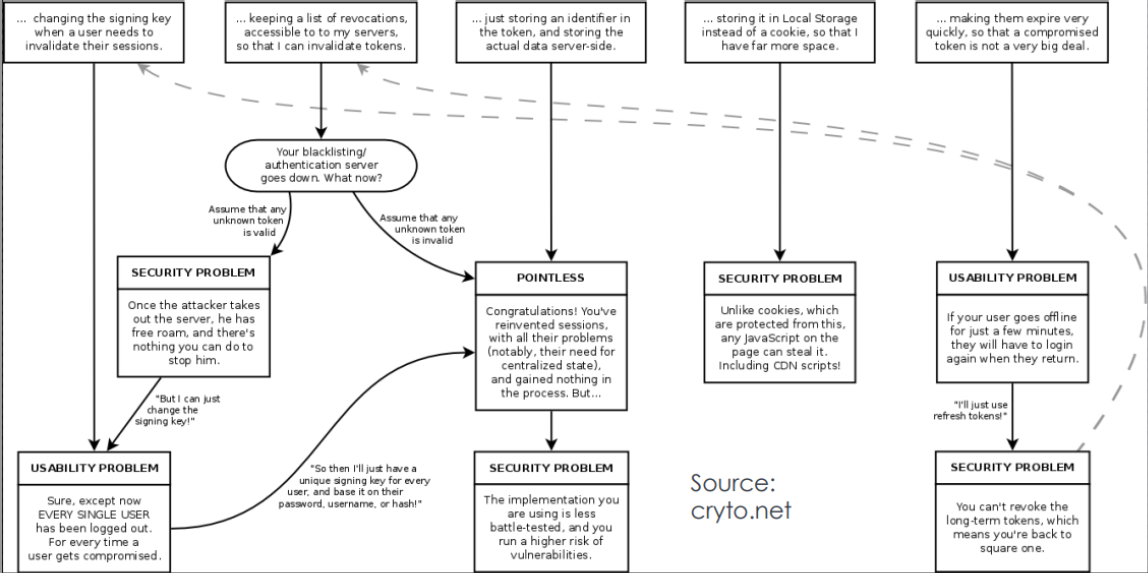 ... changing the signing key
when a user needs to
invalidate their sessions.
... keeping a list of revocations,
accessible to to my servers,
so that I can invalidate tokens.
... just storing an identifier in
the token, and storing the
actual data server-side.
... storing it in Local Storage
instead of a cookie, so that I
have far more space.
... making them expire very
quickly, so that a compromised
token is not a very big deal.
Your blacklisting/
authentication server
goes down. What now?
Assume that any
unknown token
is valid
Assume that any
unknown token
is invalid
SECURITY PROBLEM
Once the attacker takes
out the server, he has
free roam, and there's
nothing you can do to
stop him.
POINTLESS
Congratulations! You've
reinvented sessions,
with all their problems
(notably, their need for
centralized state),
and gained nothing in
the process. But...
SECURITY PROBLEM
Unlike cookies, which
are protected from this,
any JavaScript on the
page can steal it.
Including CDN scripts!
USABILITY PROBLEM
If your user goes offline
for just a few minutes,
they will have to login
again when they return.
"But I can just
change the
signing key!"
"I'll just use
refresh tokens!"
USABILITY PROBLEM
Sure, except now
EVERY SINGLE USER
has been logged out.
For every time a
user gets compromised.
"So then I'll just have a
unique signing key for every
user, and base it on their
password, username, or hash!"
SECURITY PROBLEM
The implementation you
are using is less
battle-tested, and you
run a higher risk of
vulnerabilities.
Source:
cryto.net
SECURITY PROBLEM
You can't revoke the
long-term tokens, which
means you're back to
square one.